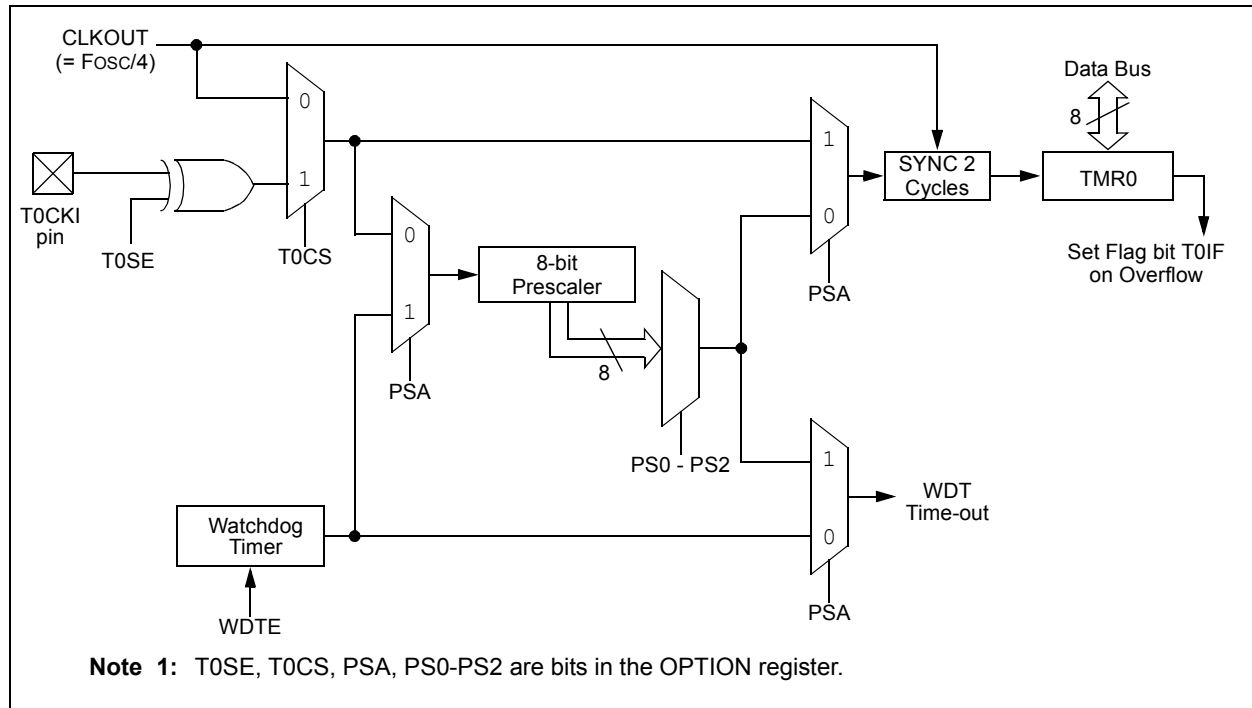 CLKOUT
(= FOSC/4)
0
1
T0CKI
pin
T0SE
T0CS
0
1
PSA
8-bit
Prescaler
8
PS0 - PS2
1
0
PSA
SYNC 2
Cycles
Data Bus
8
TMR0
Set Flag bit T0IF
on Overflow
Watchdog
Timer
WDTE
1
0
PSA
WDT
Time-out
Note 1: T0SE, T0CS, PSA, PS0-PS2 are bits in the OPTION register.